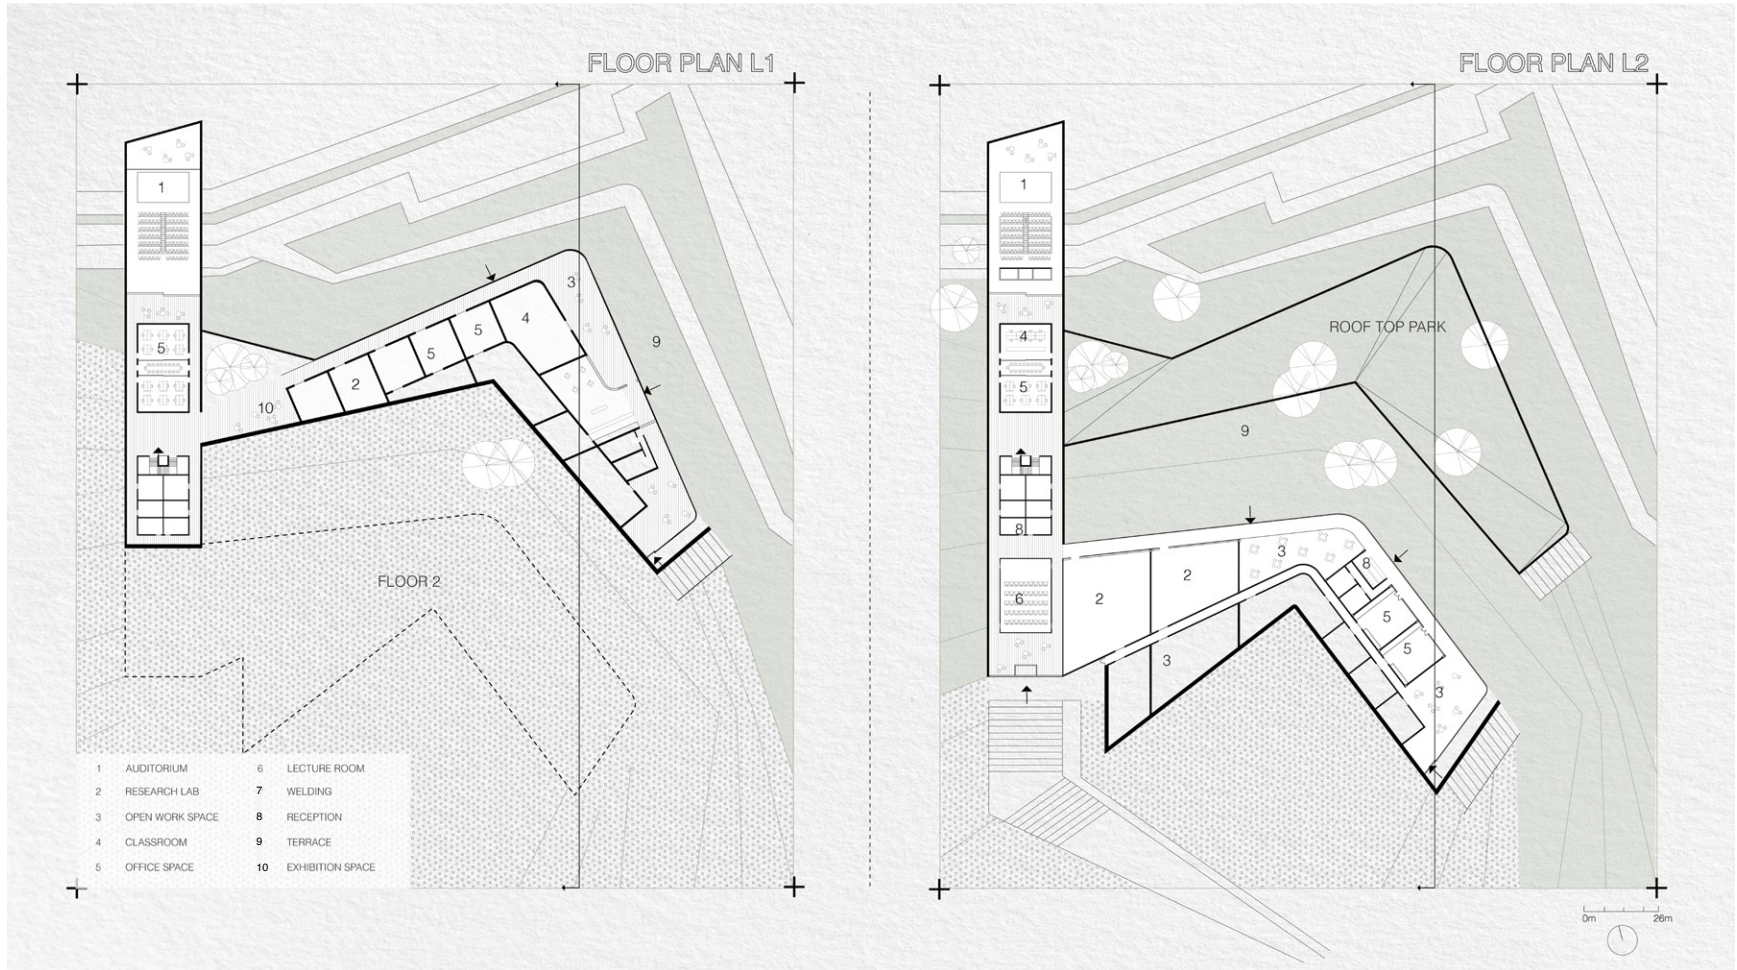 FLOOR PLAN L1
1
5
10
2
5
5
4
3
9
FLOOR 2
1 AUDITORIUM
2 RESEARCH LAB
3 OPEN WORK SPACE
4 CLASSROOM
5 OFFICE SPACE
6 LECTURE ROOM
7 WELDING
8 RECEPTION
9 TERRACE
10 EXHIBITION SPACE
FLOOR PLAN L2
1
4
5
8
6
ROOF TOP PARK
9
2
2
3
8
5
5
3
3
0m 26m